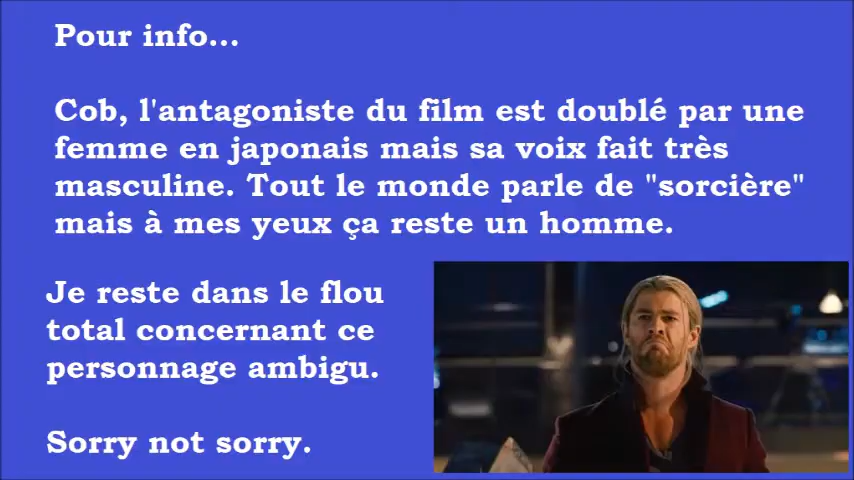 Pour info...
Cob, l'antagoniste du film est doublé par une
femme en japonais mais sa voix fait très
masculine. Tout le monde parle de "sorcière"
mais à mes yeux ça reste un homme.
Je reste dans le flou
total concernant ce
personnage ambigu.
Sorry not sorry.